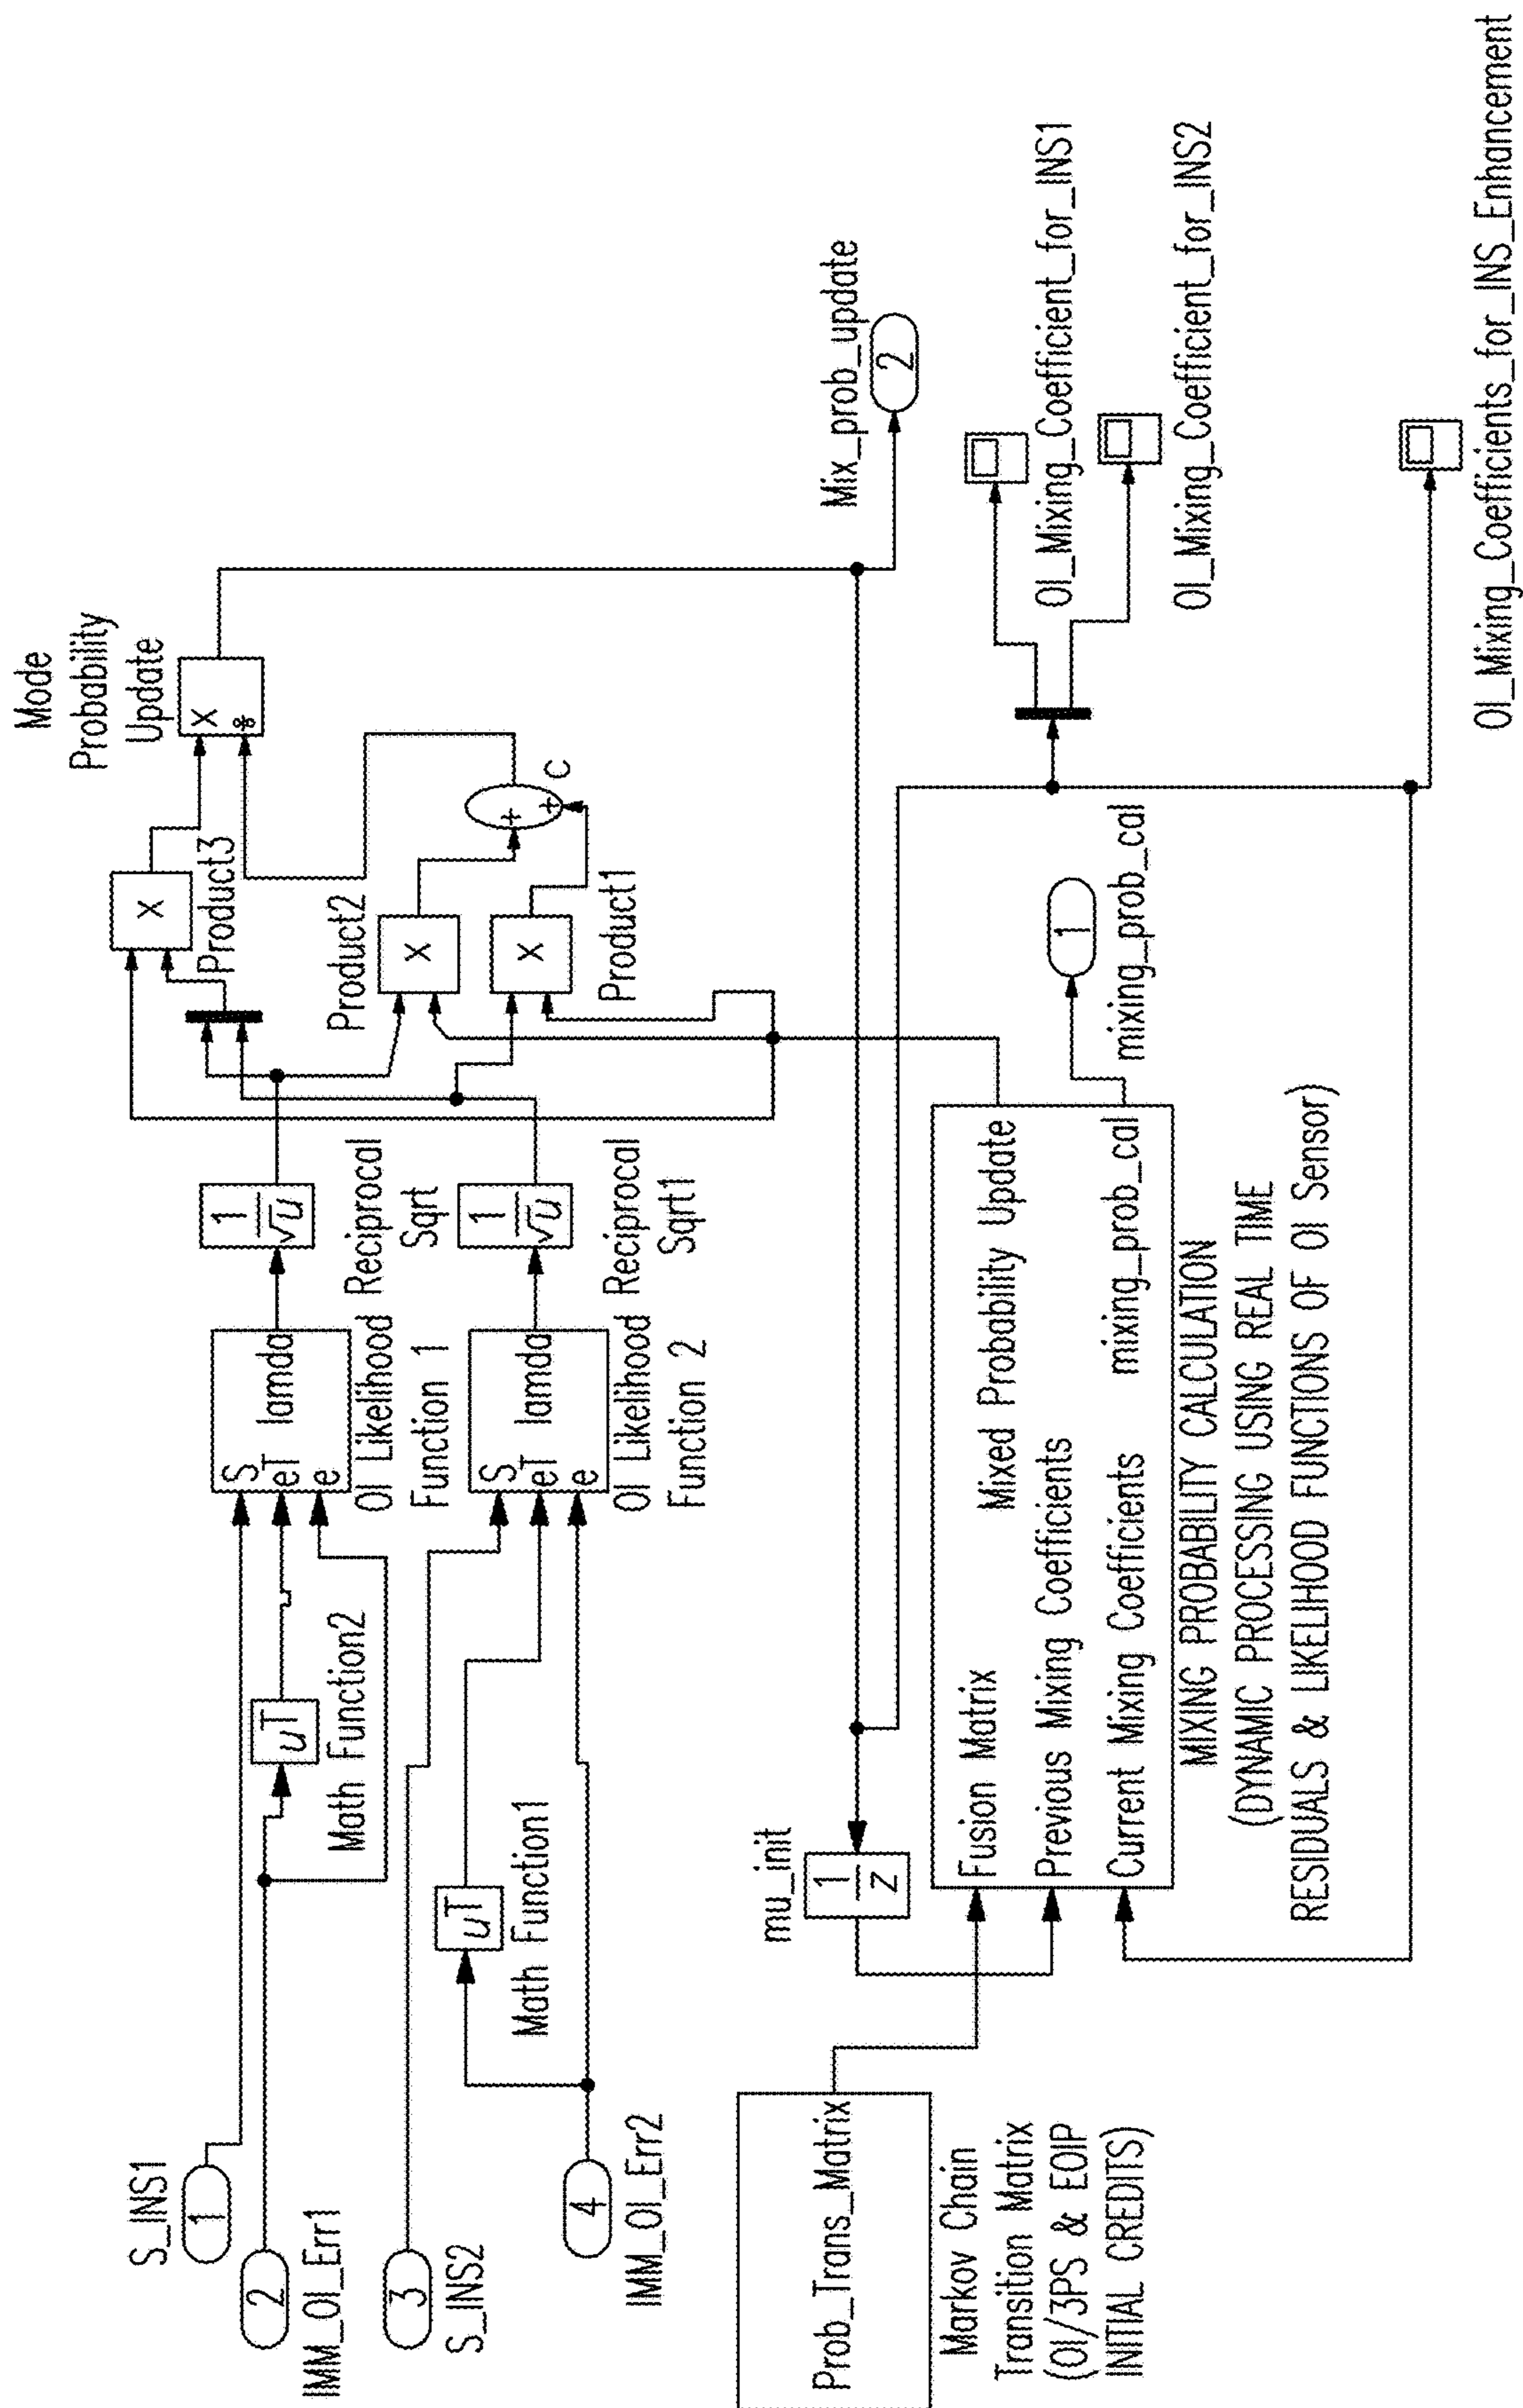 S_INS1
1
2
IMM_OI_Err1
3
S_INS2
4
IMM_OI_Err2
uT
Math Function2
uT
Math Function1
S
eT
e
lamda
OI Likelihood
Function 1
S
eT
e
lamda
OI Likelihood
Function 2
1
√u
Reciprocal
Sqrt
1
√u
Reciprocal
Sqrt1
X
Product3
X
Product2
X
Product1
+
+
C
Mode
Probability
Update
X
Mix_prob_update
2
Prob_Trans_Matrix
Markov Chain
Transition Matrix
(OI/3PS & EOIP
INITIAL CREDITS)
mu_init
1
Z
Fusion Matrix
Mixed Probability Update
Previous Mixing Coefficients
Current Mixing Coefficients
mixing_prob_cal
MIXING PROBABILITY CALCULATION
(DYNAMIC PROCESSING USING REAL TIME
RESIDUALS & LIKELIHOOD FUNCTIONS OF OI Sensor)
1
mixing_prob_cal
OI_Mixing_Coefficient_for_INS1
OI_Mixing_Coefficient_for_INS2
OI_Mixing_Coefficients_for_INS_Enhancement